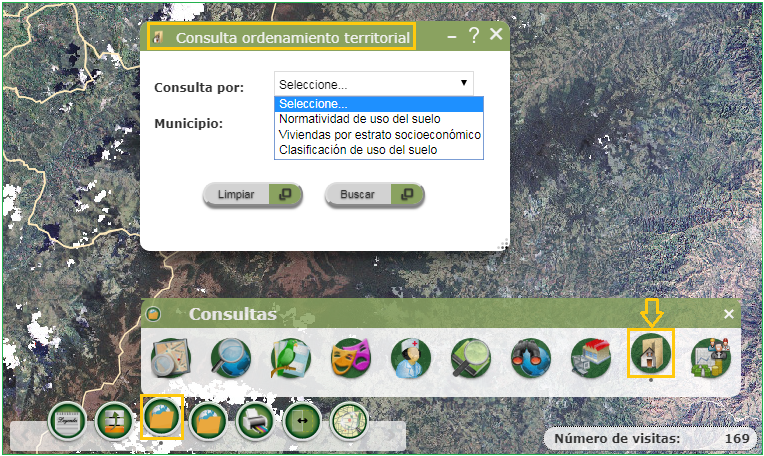 Consulta ordenamiento territorial
Consulta por:
Seleccione...
Seleccione...
Normatividad de uso del suelo
Viviendas por estrato socioeconómico
Clasificación de uso del suelo
Municipio:
Limpiar
Buscar
Consultas
Legenda
Número de visitas: 169